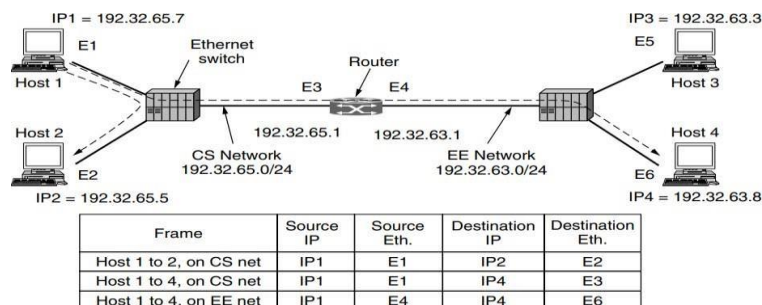 IP1 = 192.32.65.7
IP3 = 192.32.63.3
E1
Ethernet
switch
Router
E5
Host 1
E3
E4
Host 3
Host 2
192.32.65.1
192.32.63.1
Host 4
CS Network
192.32.65.0/24
EE Network
192.32.63.0/24
E2
E6
IP2 = 192.32.65.5
IP4 = 192.32.63.8
Frame Source IP Source Eth. Destination IP Destination Eth.
Host 1 to 2, on CS net IP1 E1 IP2 E2
Host 1 to 4, on CS net IP1 E1 IP4 E3
Host 1 to 4, on EE net IP1 E4 IP4 E6